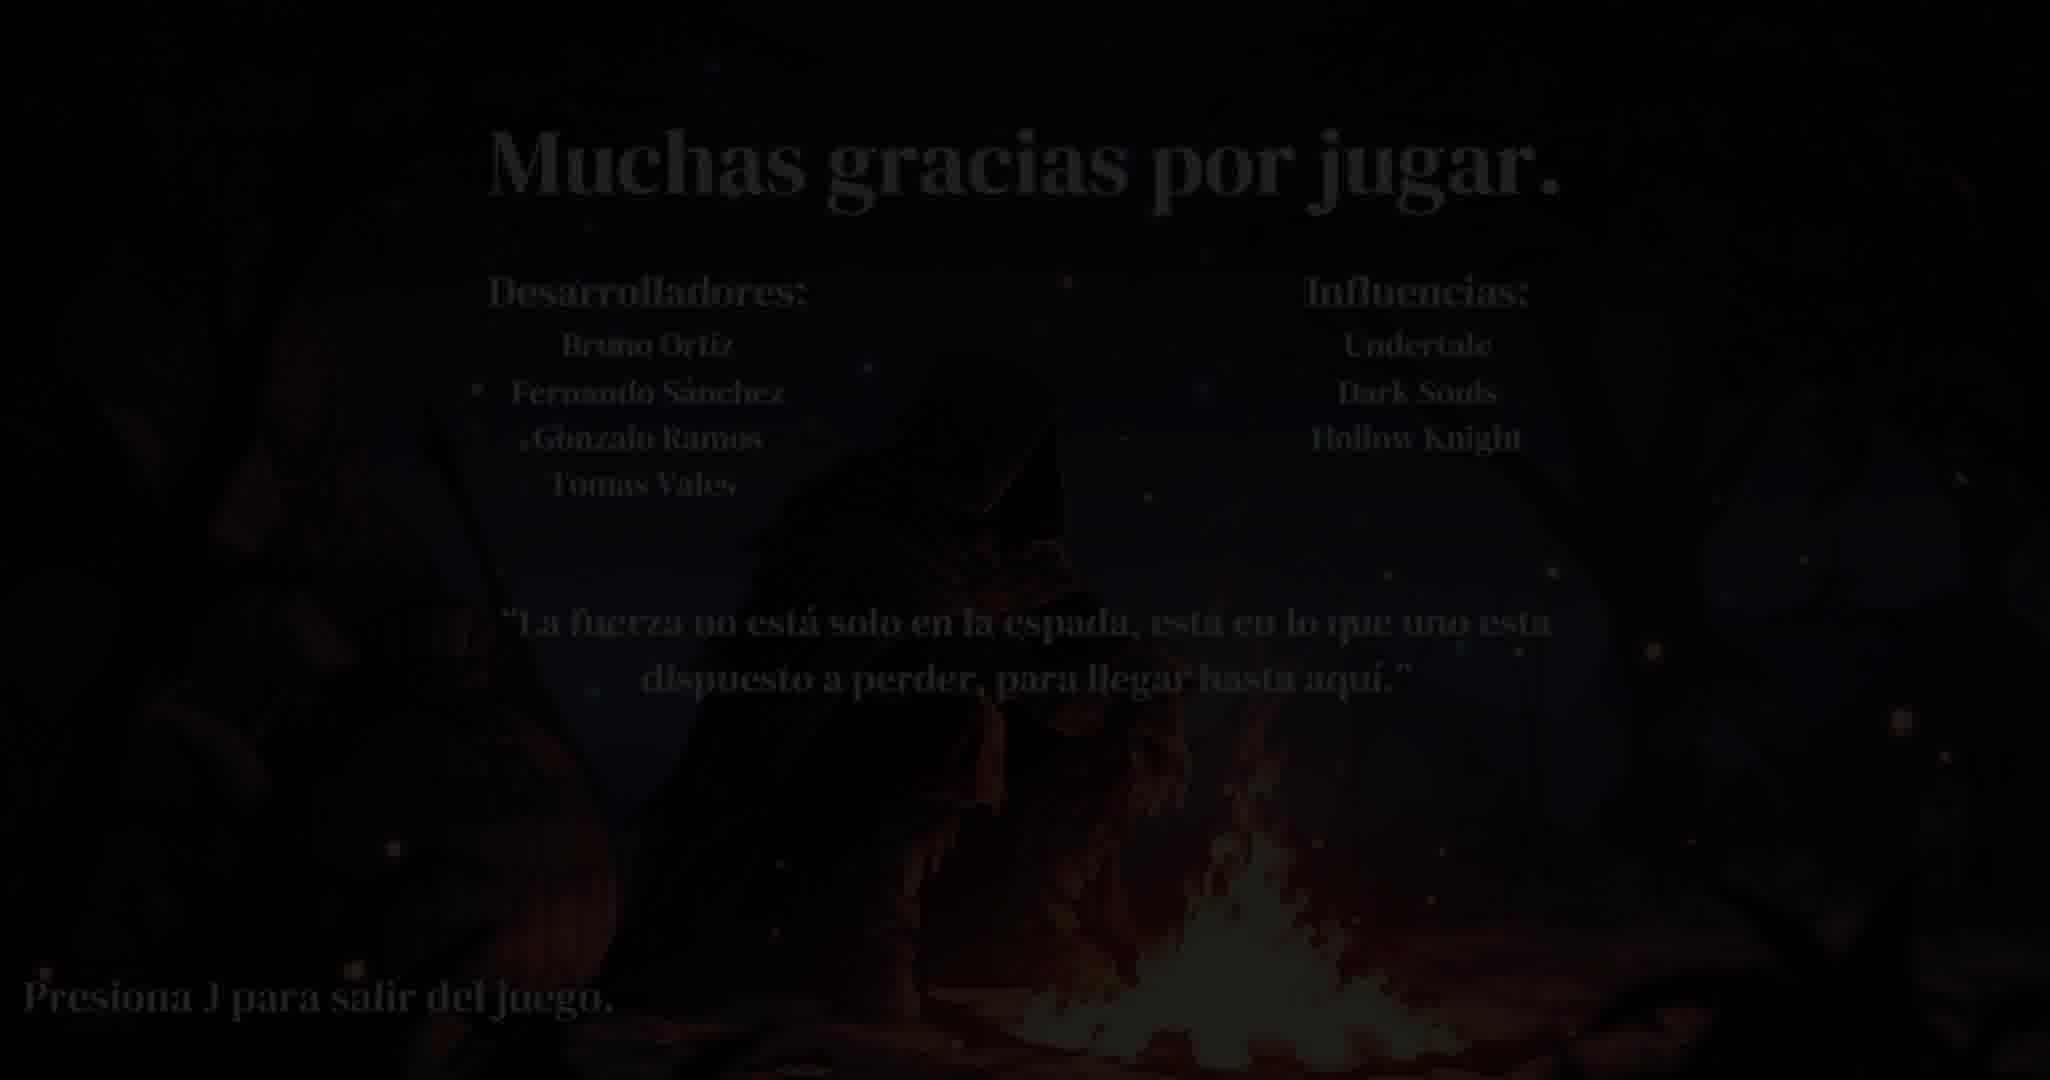 Muchas gracias por jugar.
Desarrolladores:
Bruno Ortiz
Fernando Sánchez
Gonzalo Ramos
Tomas Vales
Influencias:
Undertale
Dark Souls
Hollow Knight
"La fuerza no está solo en la espada, está en lo que uno esta
dispuesto a perder, para llegar hasta aquí."
Presiona J para salir del juego.